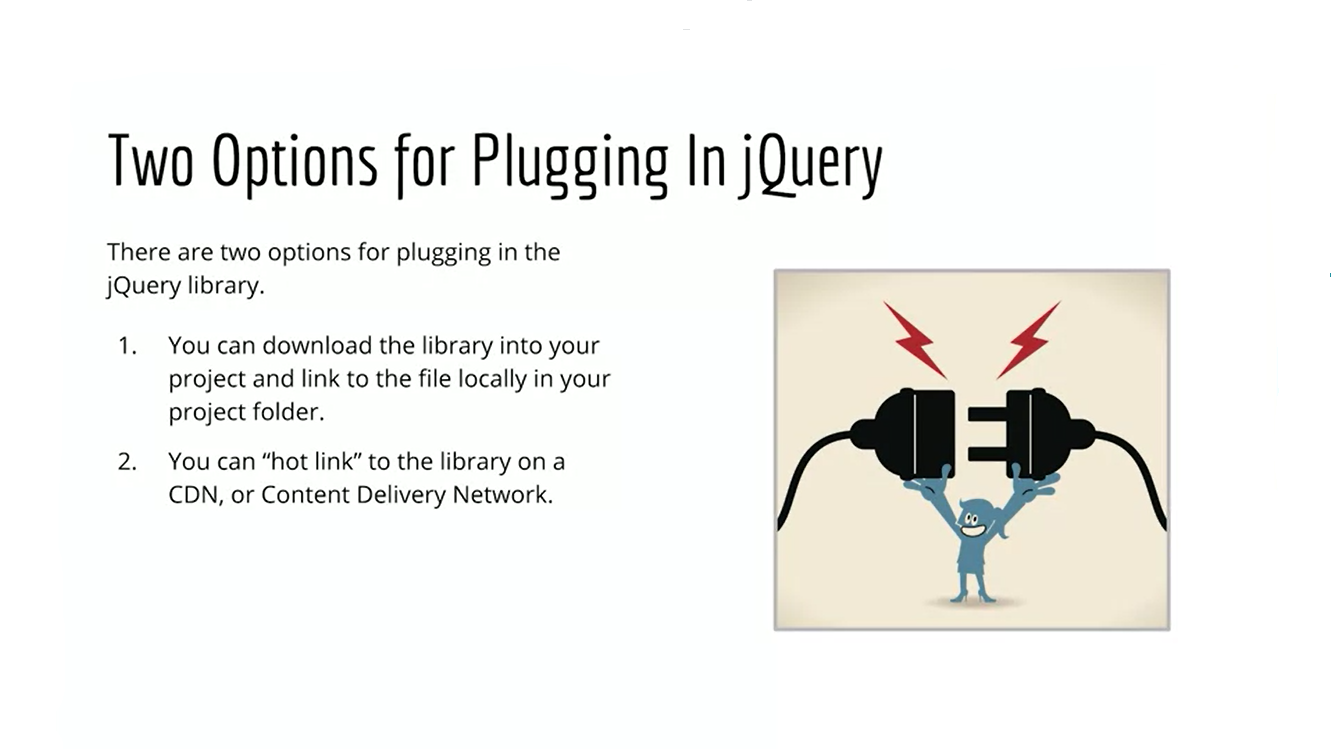 Two Options for Plugging In jQuery
There are two options for plugging in the
jQuery library.
1. You can download the library into your
project and link to the file locally in your
project folder.
2. You can “hot link” to the library on a
CDN, or Content Delivery Network.